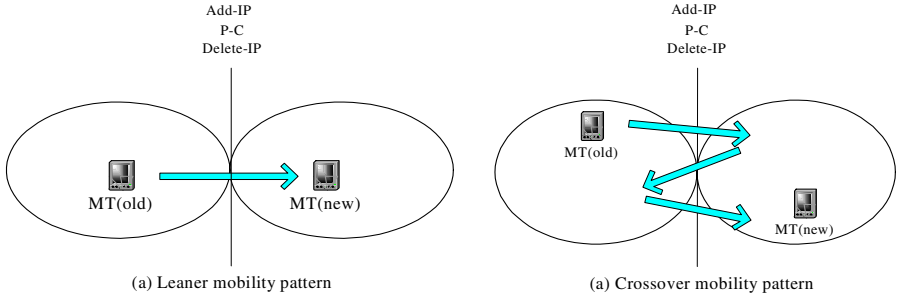 Add-IP
P-C
Delete-IP
MT(old)
MT(new)
(a) Leaner mobility pattern
Add-IP
P-C
Delete-IP
MT(old)
MT(new)
(a) Crossover mobility pattern